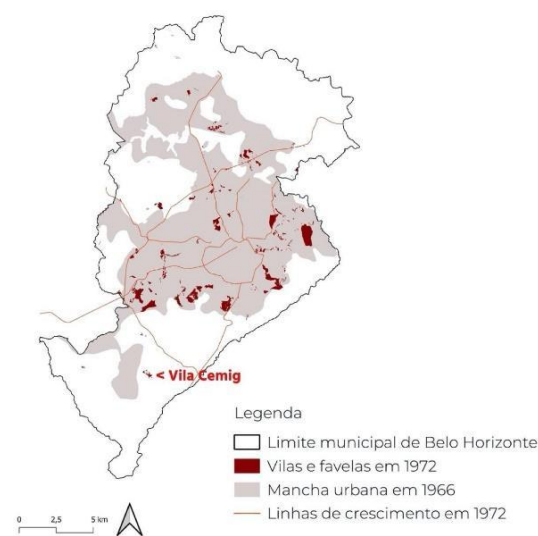 < Vila Cemig
Legenda
Limite municipal de Belo Horizonte
Vilas e favelas em 1972
Mancha urbana em 1966
Linhas de crescimento em 1972
0 2,5 5 km